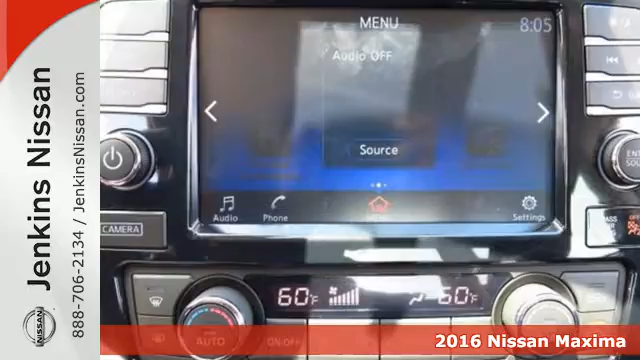 Jenkins Nissan
888-706-2134 / JenkinsNissan.com
NISSAN
MENU
8:05
Audio OFF
Source
Audio
Phone
Settings
CAMERA
60°F
60°F
AUTO
ON·OFF
2016 Nissan Maxima